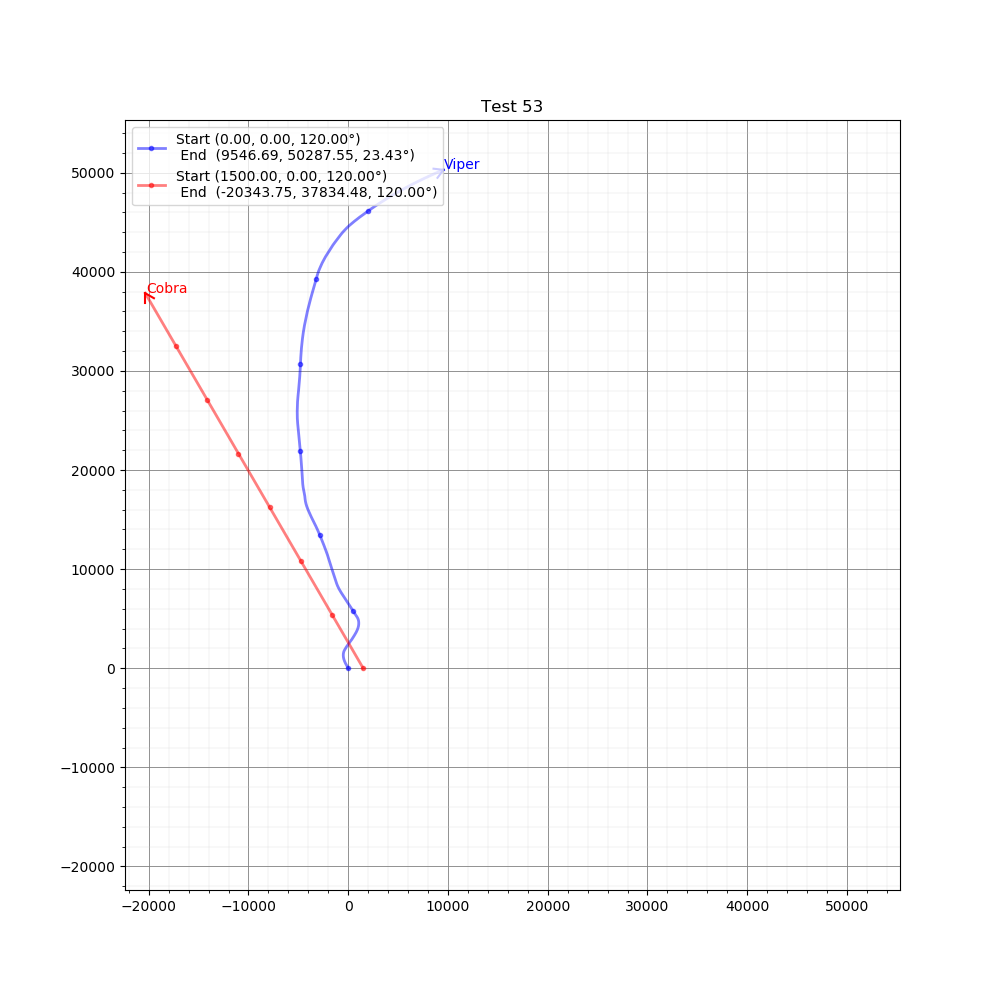 Test 53
Start (0.00, 0.00, 120.00°)
End (9546.69, 50287.55, 23.43°)
Start (1500.00, 0.00, 120.00°)
End (-20343.75, 37834.48, 120.00°)
Viper
Cobra
50000
40000
30000
20000
10000
0
−10000
−20000
−20000 −10000 0 10000 20000 30000 40000 50000